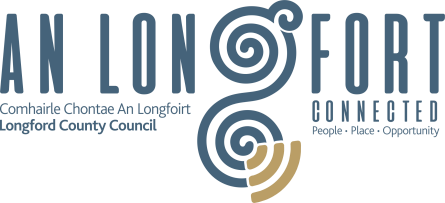 AN LONgFORT
Comhairle Chontae An Longfoirt
Longford County Council
CONNECTED
People • Place • Opportunity